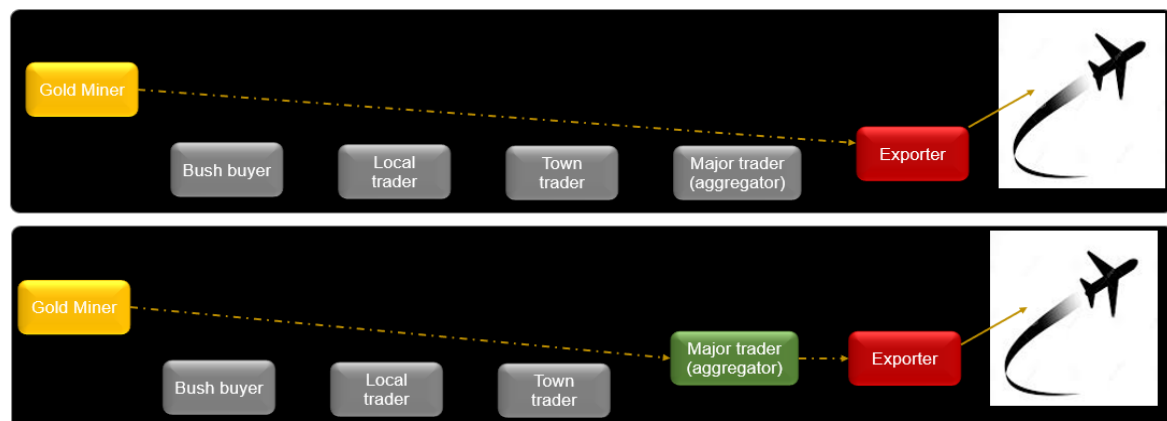 Gold Miner
Bush buyer
Local
trader
Town
trader
Major trader
(aggregator)
Exporter
Gold Miner
Bush buyer
Local
trader
Town
trader
Major trader
(aggregator)
Exporter